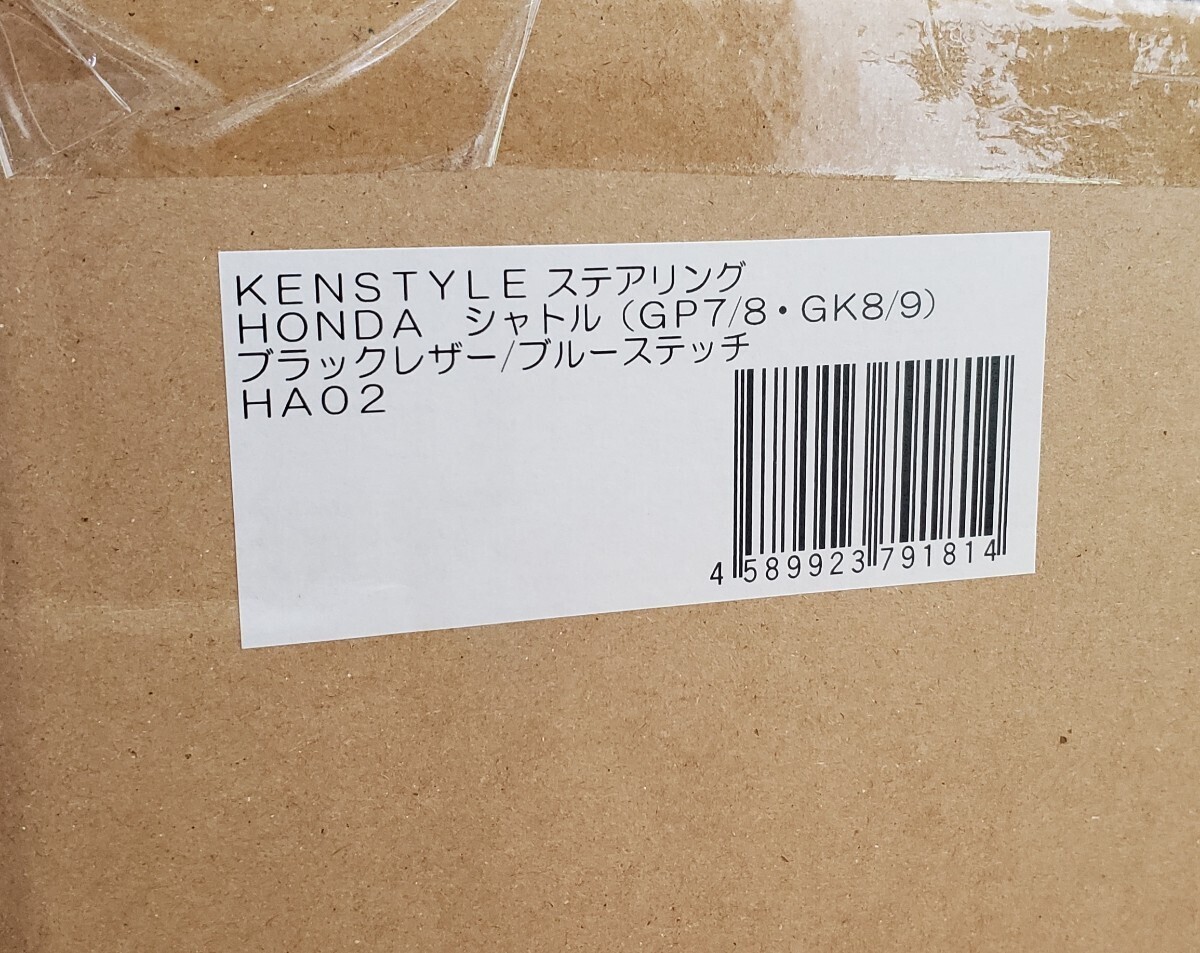 KENSTYLE ステアリング
HONDA　シャトル（GP7/8・GK8/9）
ブラックレザー/ブルーステッチ
HA02
4 589923 791814